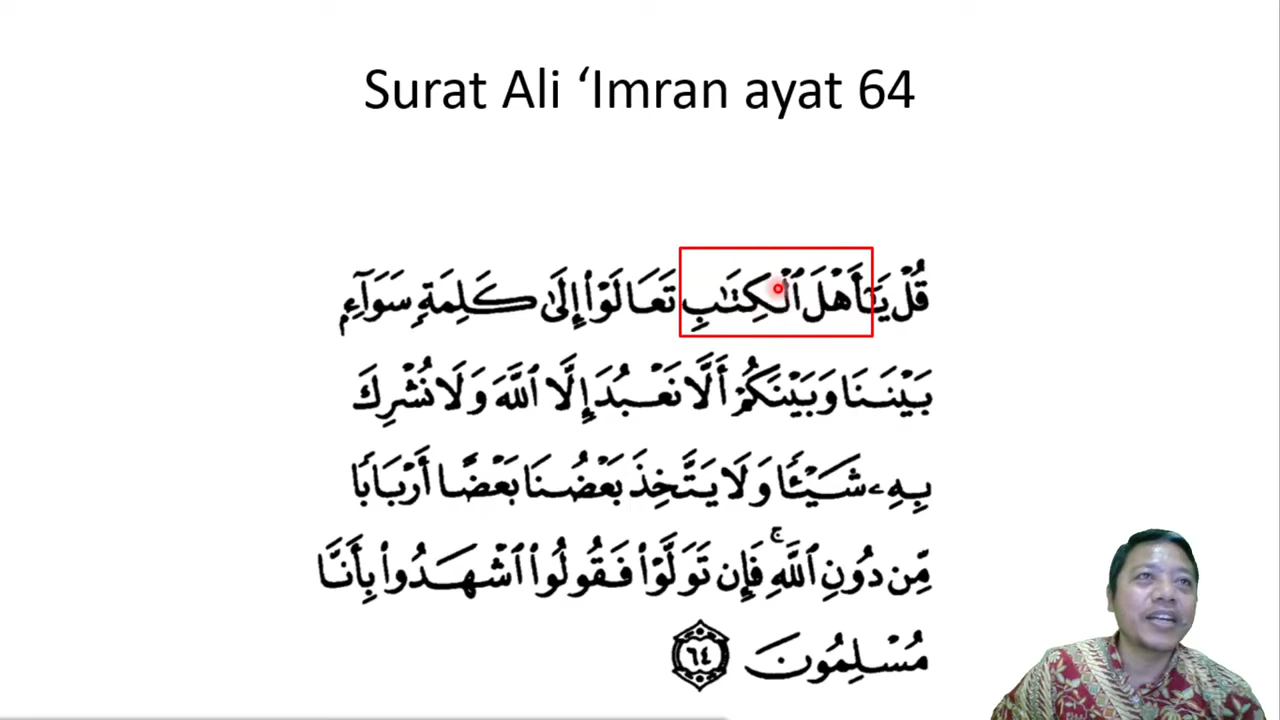 Surat Ali ‘Imran ayat 64
قُلْ يَـٰٓأَهْلَ ٱلْكِتَـٰبِ تَعَالَوْا۟ إِلَىٰ كَلِمَةٍۢ سَوَآءٍۭ
بَيْنَنَا وَبَيْنَكُمْ أَلَّا نَعْبُدَ إِلَّا ٱللَّهَ وَلَا نُشْرِكَ
بِهِۦ شَيْـًٔا وَلَا يَتَّخِذَ بَعْضُنَا بَعْضًا أَرْبَابًا
مِّن دُونِ ٱللَّهِ ۚ فَإِن تَوَلَّوْا۟ فَقُولُوا۟ ٱشْهَدُوا۟ بِأَنَّا
مُسْلِمُونَ ٦٤